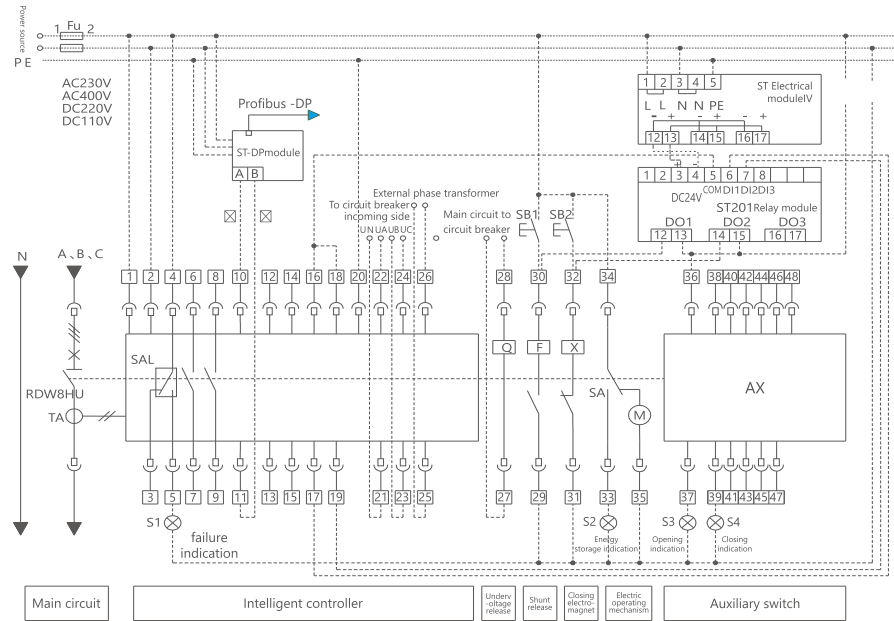 Power source
1 Fu 2
PE
AC230V
AC400V
DC220V
DC110V
Profibus -DP
ST-DPmodule
A B
External phase transformer
To circuit breaker
incoming side
UN UA UB UC
Main circuit to
circuit breaker
SB1 SB2
1 2 3 4 5
ST Electrical
moduleIV
L L N N PE
- + - + - +
12 13 14 15 16 17
+ -
1 2 3 4 5 6 7 8
DC24V COM DI1 DI2 DI3
ST201 Relay module
DO1 DO2 DO3
12 13 14 15 16 17
N A、B、C
1 2 4 6 8 10 12 14 16 18 20 22 24 26 28 30 32 34 36 38 40 42 44 46 48
SAL
Q F X
RDW8HU
TA
SA
M
AX
3 5 7 9 11 13 15 17 19 21 23 25 27 29 31 33 35 37 39 41 43 45 47
S1
failure
indication
S2
Energy
storage indication
S3
Opening
indication
S4
Closing
indication
Main circuit
Intelligent controller
Underv
-oltage
release
Shunt
release
Closing
electro-
magnet
Electric
operating
mechanism
Auxiliary switch